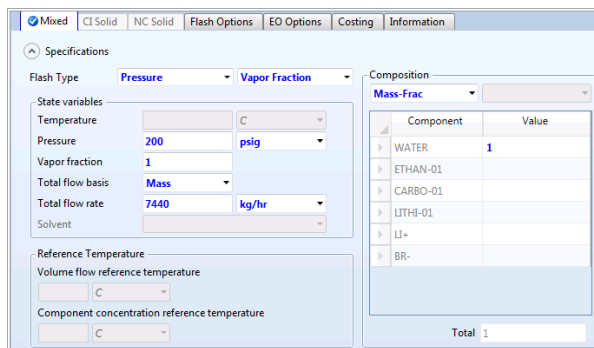 Mixed CI Solid NC Solid Flash Options EO Options Costing Information
Specifications
Flash Type Pressure Vapor Fraction
State variables
Temperature C
Pressure 200 psig
Vapor fraction 1
Total flow basis Mass
Total flow rate 7440 kg/hr
Solvent
Reference Temperature
Volume flow reference temperature
C
Component concentration reference temperature
C
Composition
Mass-Frac
Component Value
WATER 1
ETHAN-01
CARBO-01
LITHI-01
LI+
BR-
Total 1